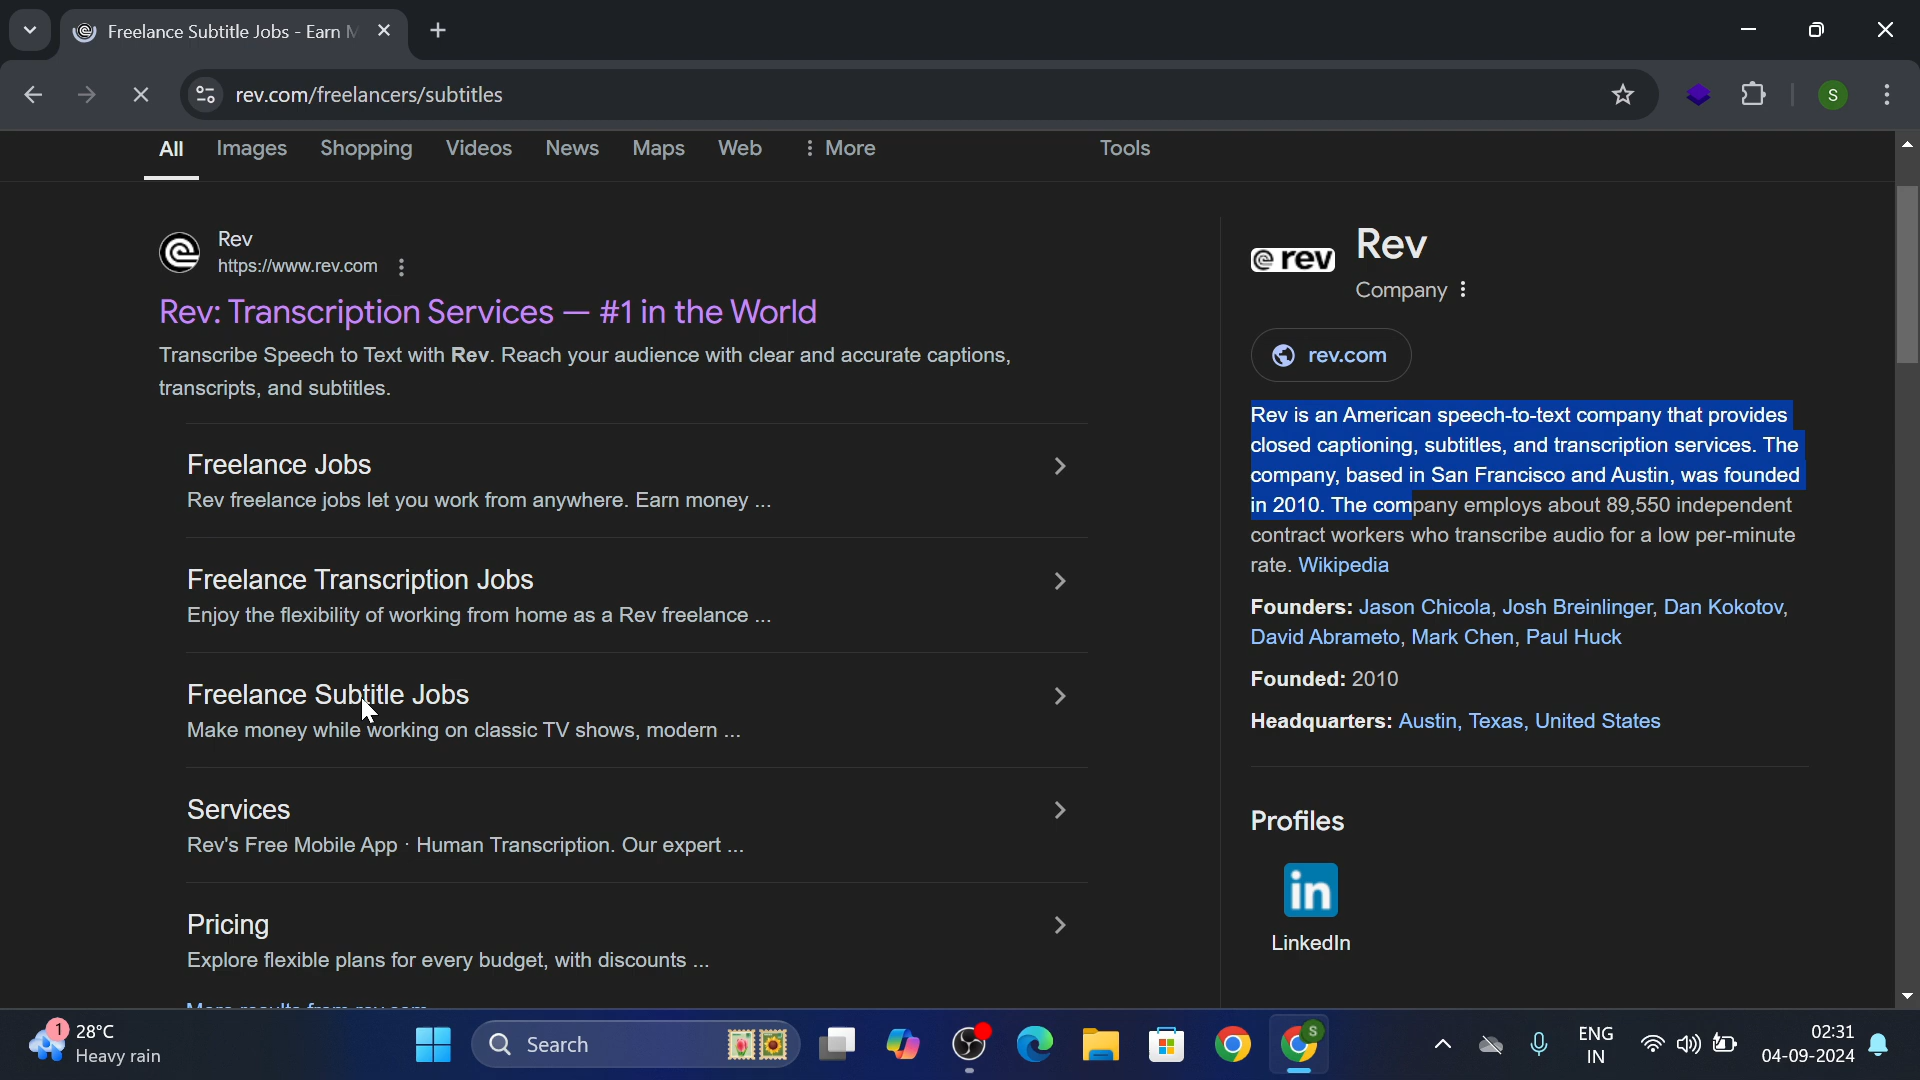 Freelance Subtitle Jobs - Earn M
rev.com/freelancers/subtitles
S
All Images Shopping Videos News Maps Web More Tools
Rev
https://www.rev.com
Rev: Transcription Services — #1 in the World
Transcribe Speech to Text with Rev. Reach your audience with clear and accurate captions,
transcripts, and subtitles.
Freelance Jobs
Rev freelance jobs let you work from anywhere. Earn money ...
Freelance Transcription Jobs
Enjoy the flexibility of working from home as a Rev freelance ...
Freelance Subtitle Jobs
Make money while working on classic TV shows, modern ...
Services
Rev's Free Mobile App · Human Transcription. Our expert ...
Pricing
Explore flexible plans for every budget, with discounts ...
More results from rev.com
rev
Rev
Company
rev.com
Rev is an American speech-to-text company that provides
closed captioning, subtitles, and transcription services. The
company, based in San Francisco and Austin, was founded
in 2010. The company employs about 89,550 independent
contract workers who transcribe audio for a low per-minute
rate. Wikipedia
Founders: Jason Chicola, Josh Breinlinger, Dan Kokotov,
David Abrameto, Mark Chen, Paul Huck
Founded: 2010
Headquarters: Austin, Texas, United States
Profiles
in
LinkedIn
1
28°C
Heavy rain
Search
S
ENG
IN
02:31
04-09-2024